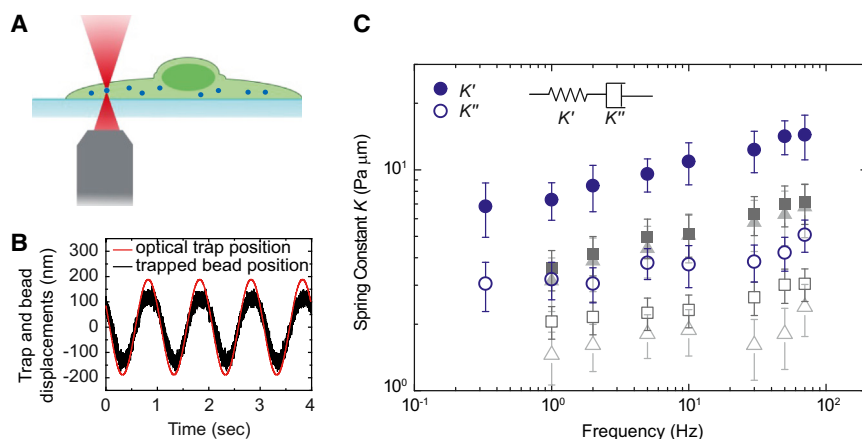 A
B
350
300
200
100
0
-100
-200
optical trap position
trapped bead position
Trap and bead
displacements (nm)
0 1 2 3 4
Time (sec)
C
K'
K"
K' K"
Spring Constant K (Pa μm)
10¹
10⁰
10⁻¹ 10⁰ 10¹ 10²
Frequency (Hz)